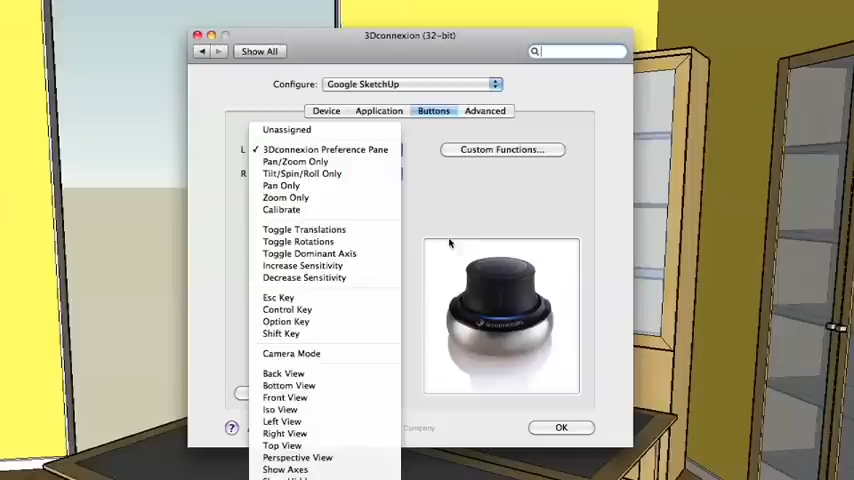 3Dconnexion (32-bit)
Show All
Configure: Google SketchUp
Device Application Buttons Advanced
Unassigned
L ✓ 3Dconnexion Preference Pane
Custom Functions...
Pan/Zoom Only
R Tilt/Spin/Roll Only
Pan Only
Zoom Only
Calibrate
Toggle Translations
Toggle Rotations
Toggle Dominant Axis
Increase Sensitivity
Decrease Sensitivity
Esc Key
Control Key
Option Key
Shift Key
Camera Mode
Back View
Bottom View
Front View
Iso View
Left View
Right View
Top View
Perspective View
Show Axes
? Company
OK